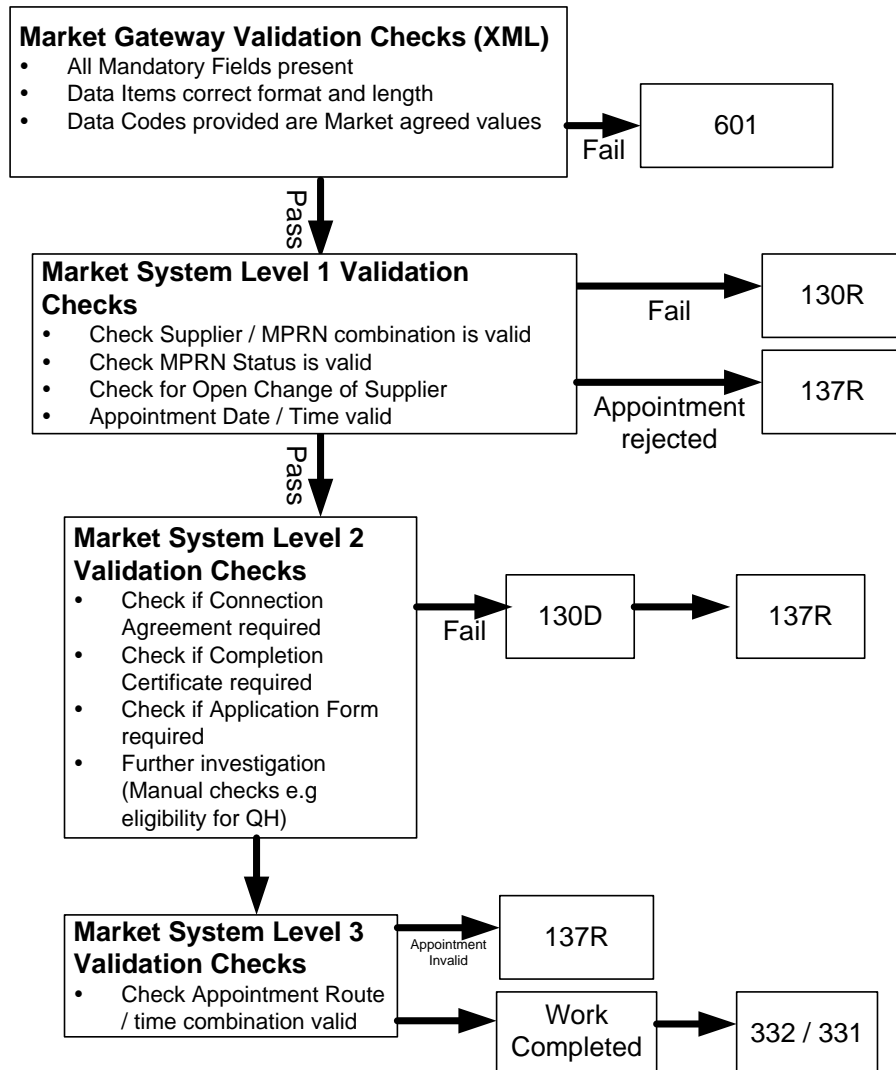 Market Gateway Validation Checks (XML)
• All Mandatory Fields present
• Data Items correct format and length
• Data Codes provided are Market agreed values
Fail
601
Pass
Market System Level 1 Validation
Checks
• Check Supplier / MPRN combination is valid
• Check MPRN Status is valid
• Check for Open Change of Supplier
• Appointment Date / Time valid
Fail
130R
Appointment
rejected
137R
Pass
Market System Level 2
Validation Checks
• Check if Connection
Agreement required
• Check if Completion
Certificate required
• Check if Application Form
required
• Further investigation
(Manual checks e.g
eligibility for QH)
Fail
130D
137R
Market System Level 3
Validation Checks
• Check Appointment Route
/ time combination valid
Appointment
Invalid
137R
Work
Completed
332 / 331